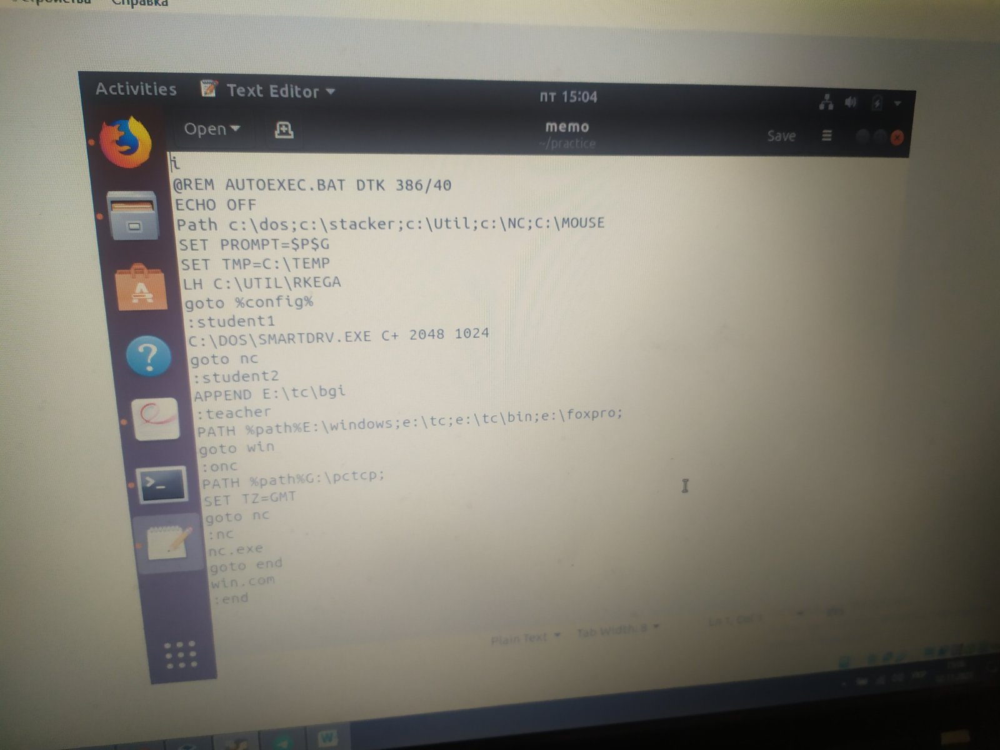 Справка
Activities Text Editor пт 15:04
Open memo Save
~/practice
i
@REM AUTOEXEC.BAT DTK 386/40
ECHO OFF
Path c:\dos;c:\stacker;c:\Util;c:\NC;C:\MOUSE
SET PROMPT=$P$G
SET TMP=C:\TEMP
LH C:\UTIL\RKEGA
goto %config%
:student1
C:\DOS\SMARTDRV.EXE C+ 2048 1024
goto nc
:student2
APPEND E:\tc\bgi
:teacher
PATH %path%E:\windows;e:\tc;e:\tc\bin;e:\foxpro;
goto win
:onc
PATH %path%G:\pctcp;
SET TZ=GMT
goto nc
:nc
nc.exe
goto end
win.com
:end
Plain Text Tab Width: 8 Ln 1, Col 1